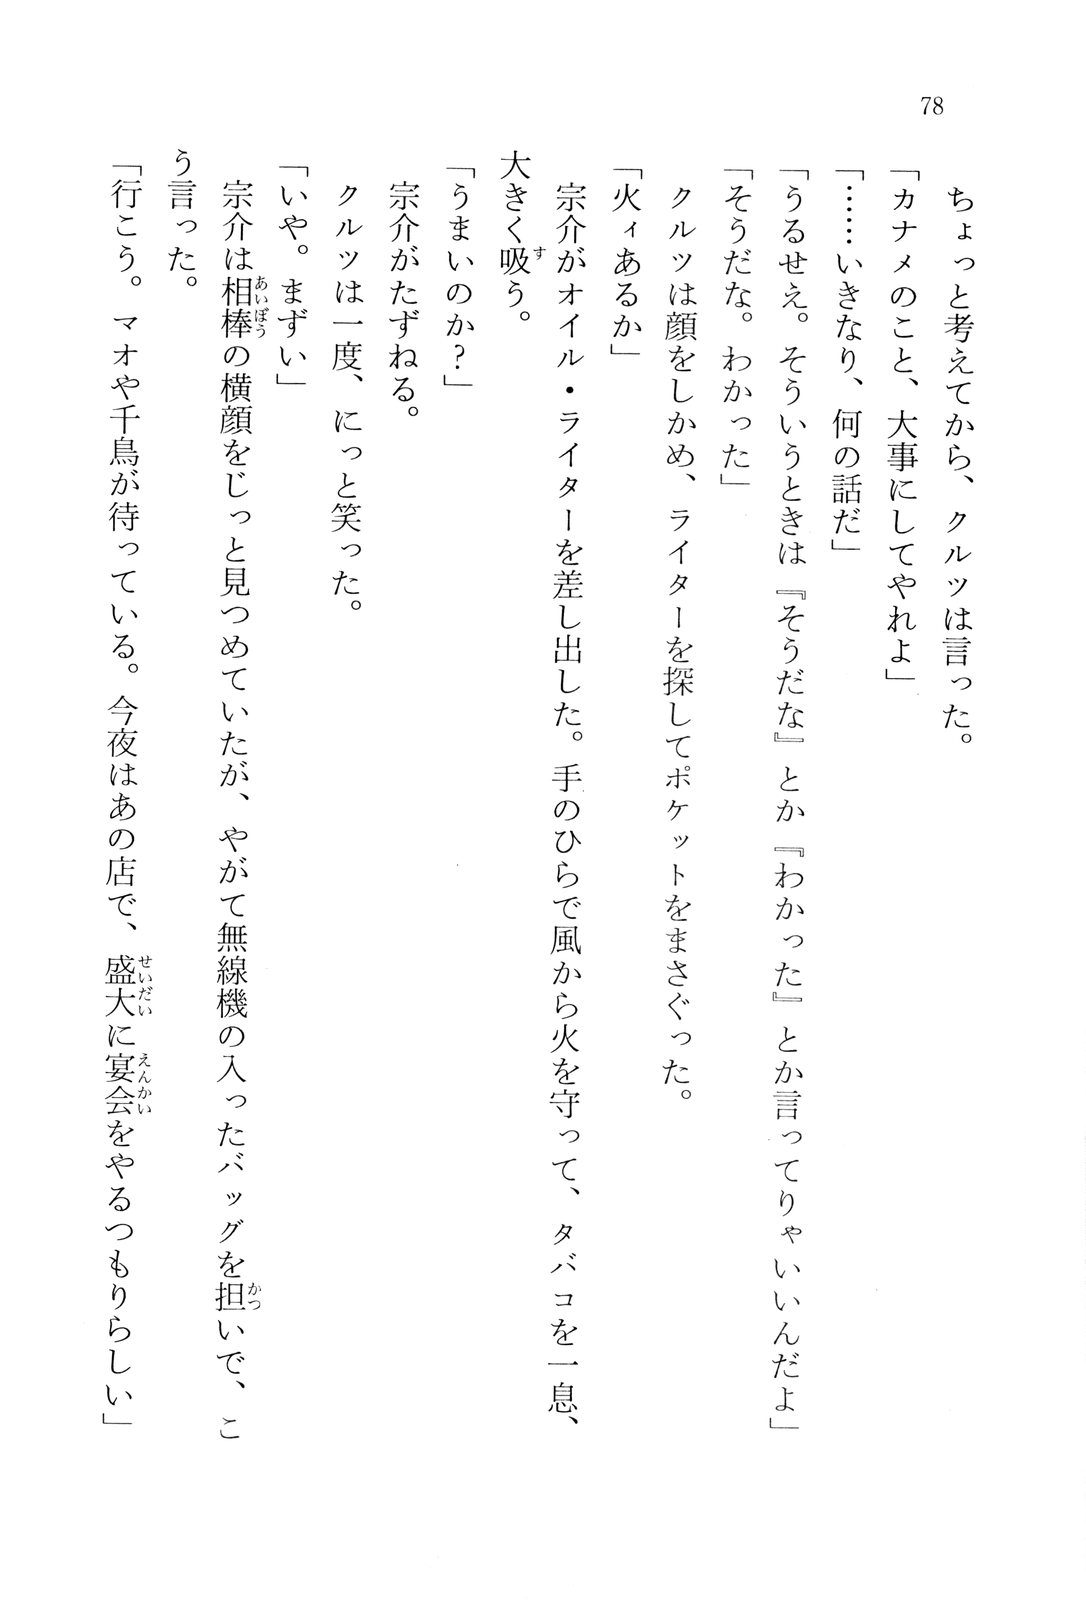 78
ちょっと考えてから、クルツは言った。
「カナメのこと、大事にしてやれよ」
「……いきなり、何の話だ」
「うるせえ。そういうときは『そうだな』とか『わかった』とか言ってりゃいいんだよ」
「そうだな。わかった」
クルツは顔をしかめ、ライターを探してポケットをまさぐった。
「火ィあるか」
宗介がオイル・ライターを差し出した。手のひらで風から火を守って、タバコを一息、
大きく吸う。
「うまいのか?」
宗介がたずねる。
クルツは一度、にっと笑った。
「いや。まずい」
宗介は相棒の横顔をじっと見つめていたが、やがて無線機の入ったバッグを担いで、こ
う言った。
「行こう。マオや千鳥が待っている。今夜はあの店で、盛大に宴会をやるつもりらしい」